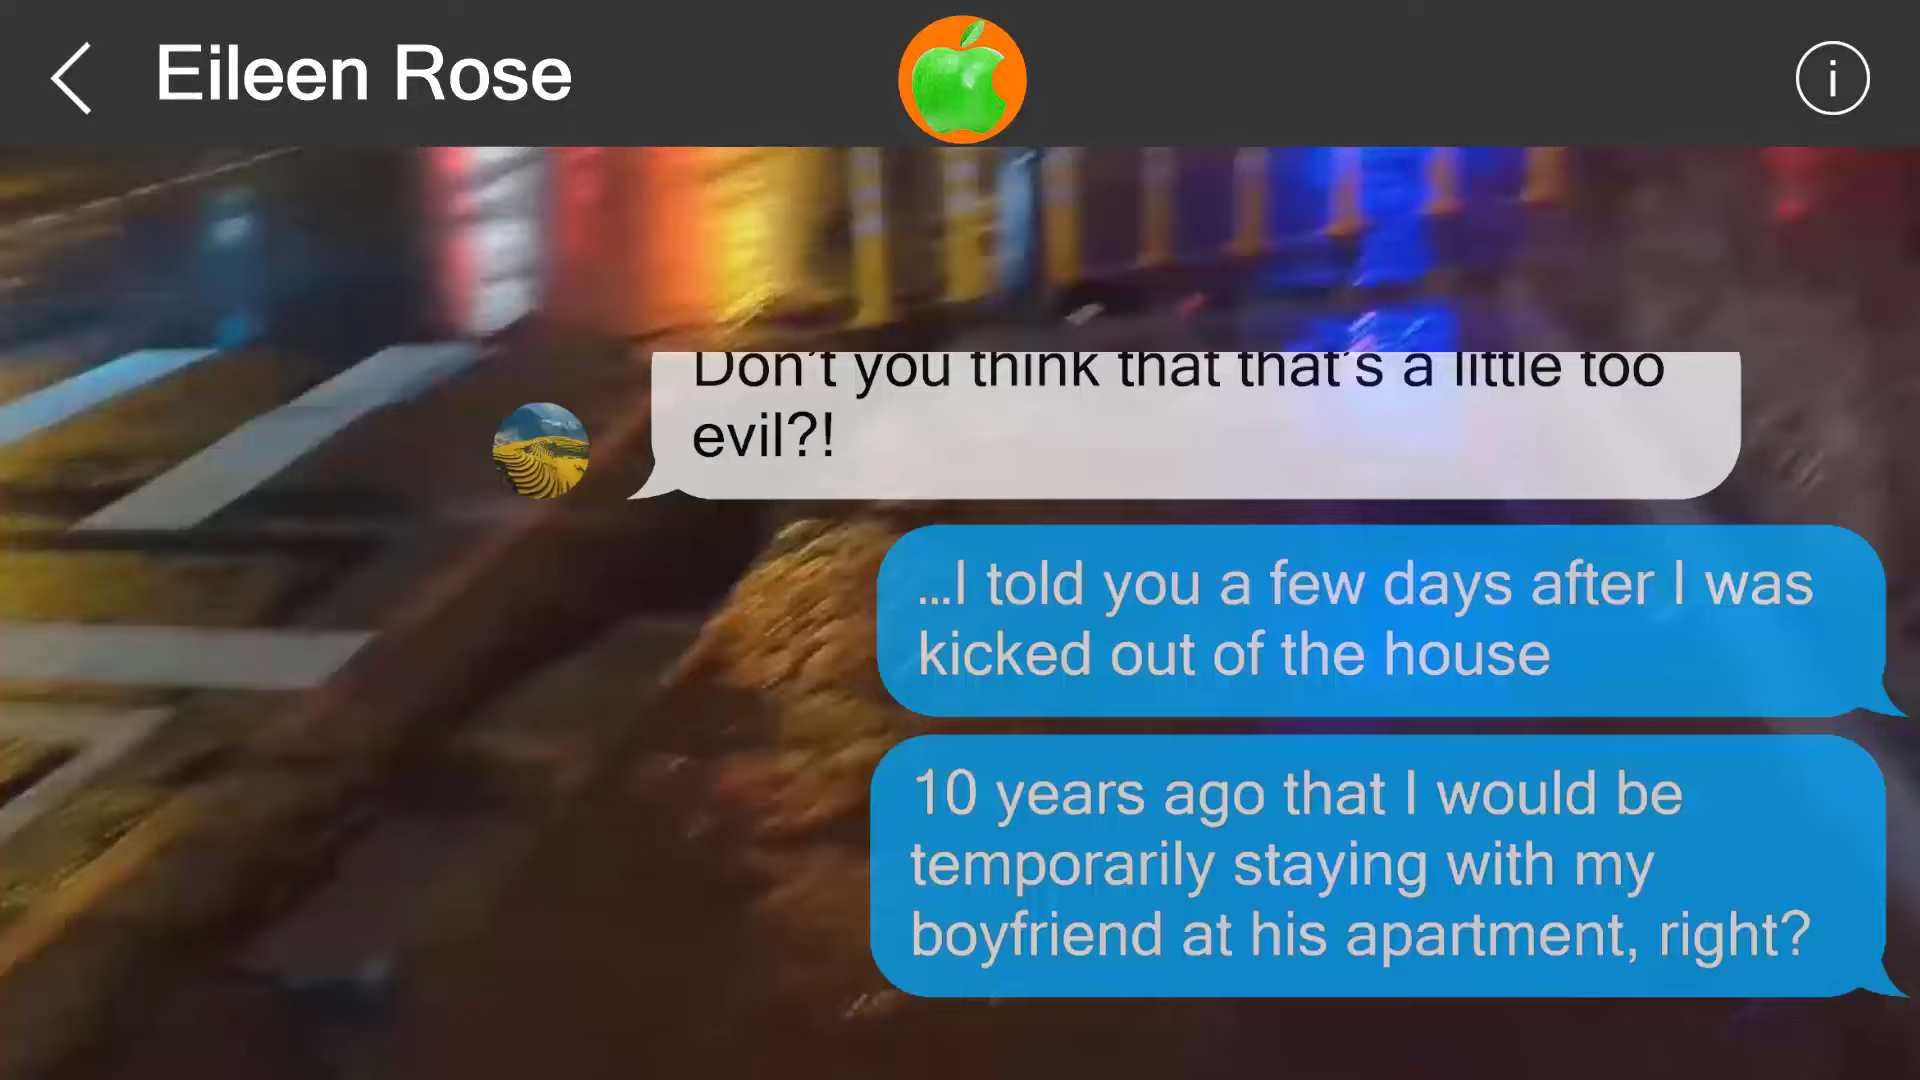 Eileen Rose
i
Don't you think that that's a little too
evil?!
...I told you a few days after I was
kicked out of the house
10 years ago that I would be
temporarily staying with my
boyfriend at his apartment, right?